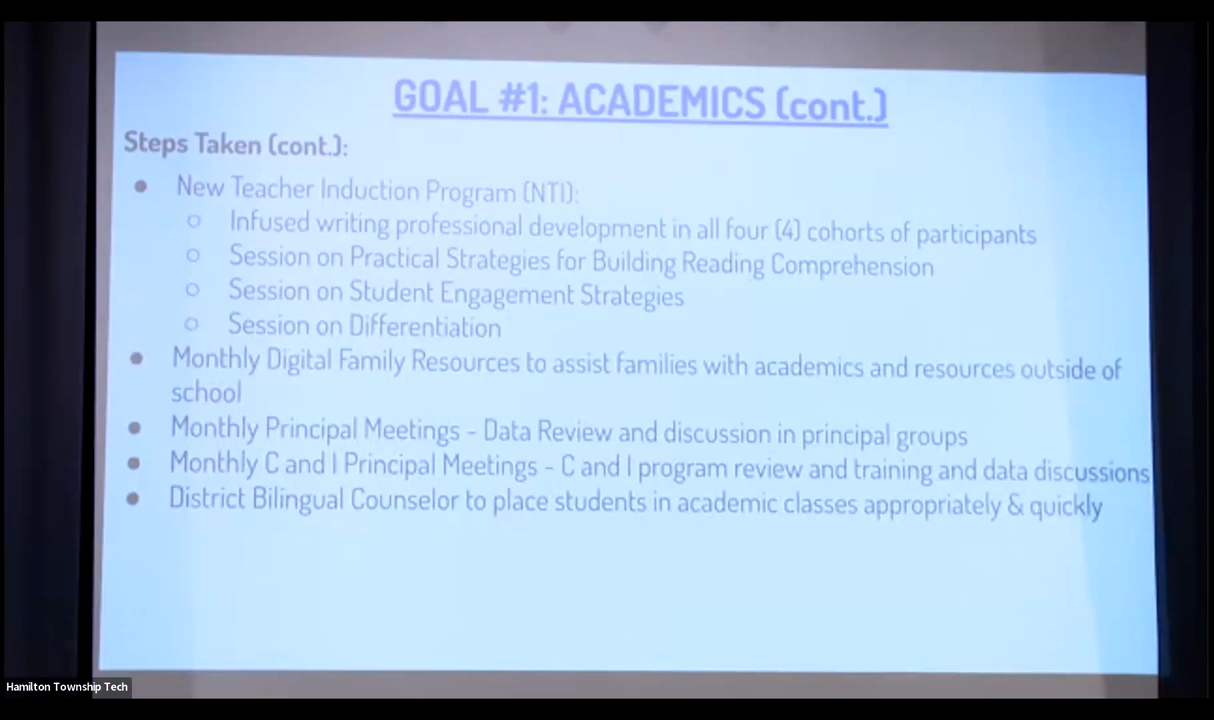 GOAL #1: ACADEMICS (cont.)
Steps Taken (cont.):
● New Teacher Induction Program (NTI):
○ Infused writing professional development in all four (4) cohorts of participants
○ Session on Practical Strategies for Building Reading Comprehension
○ Session on Student Engagement Strategies
○ Session on Differentiation
● Monthly Digital Family Resources to assist families with academics and resources outside of
school
● Monthly Principal Meetings - Data Review and discussion in principal groups
● Monthly C and I Principal Meetings - C and I program review and training and data discussions
● District Bilingual Counselor to place students in academic classes appropriately & quickly
Hamilton Township Tech